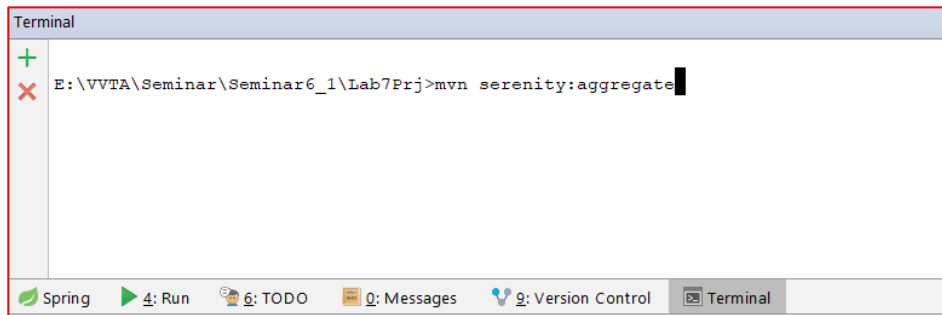 Terminal
E:\VVTA\Seminar\Seminar6_1\Lab7Prj>mvn serenity:aggregate
Spring 4: Run 6: TODO 0: Messages 9: Version Control Terminal